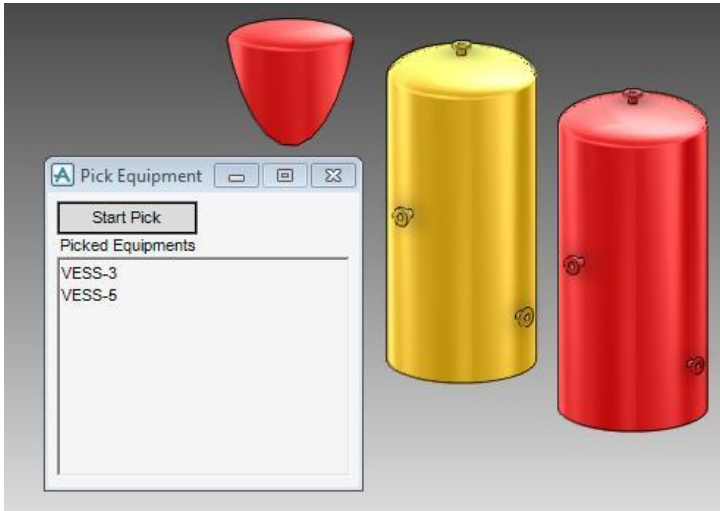 Pick Equipment
Start Pick
Picked Equipments
VESS-3
VESS-5